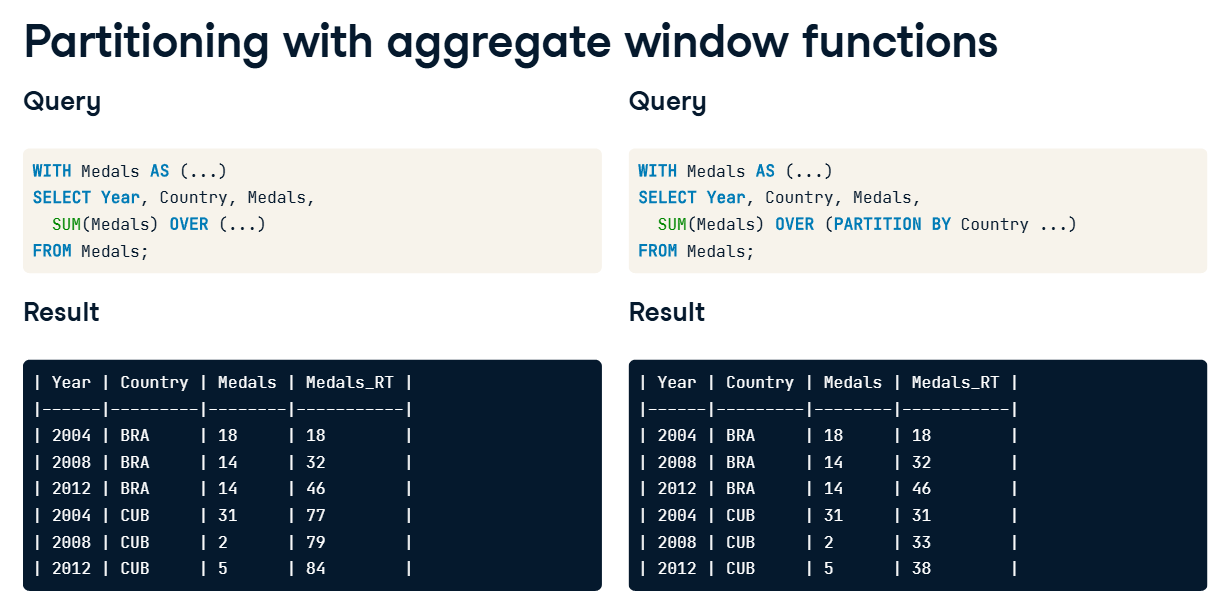 Partitioning with aggregate window functions
Query
WITH Medals AS (...)
SELECT Year, Country, Medals,
  SUM(Medals) OVER (...)
FROM Medals;
Result
| Year | Country | Medals | Medals_RT |
|------|---------|--------|-----------|
| 2004 | BRA     | 18     | 18        |
| 2008 | BRA     | 14     | 32        |
| 2012 | BRA     | 14     | 46        |
| 2004 | CUB     | 31     | 77        |
| 2008 | CUB     | 2      | 79        |
| 2012 | CUB     | 5      | 84        |
Query
WITH Medals AS (...)
SELECT Year, Country, Medals,
  SUM(Medals) OVER (PARTITION BY Country ...)
FROM Medals;
Result
| Year | Country | Medals | Medals_RT |
|------|---------|--------|-----------|
| 2004 | BRA     | 18     | 18        |
| 2008 | BRA     | 14     | 32        |
| 2012 | BRA     | 14     | 46        |
| 2004 | CUB     | 31     | 31        |
| 2008 | CUB     | 2      | 33        |
| 2012 | CUB     | 5      | 38        |